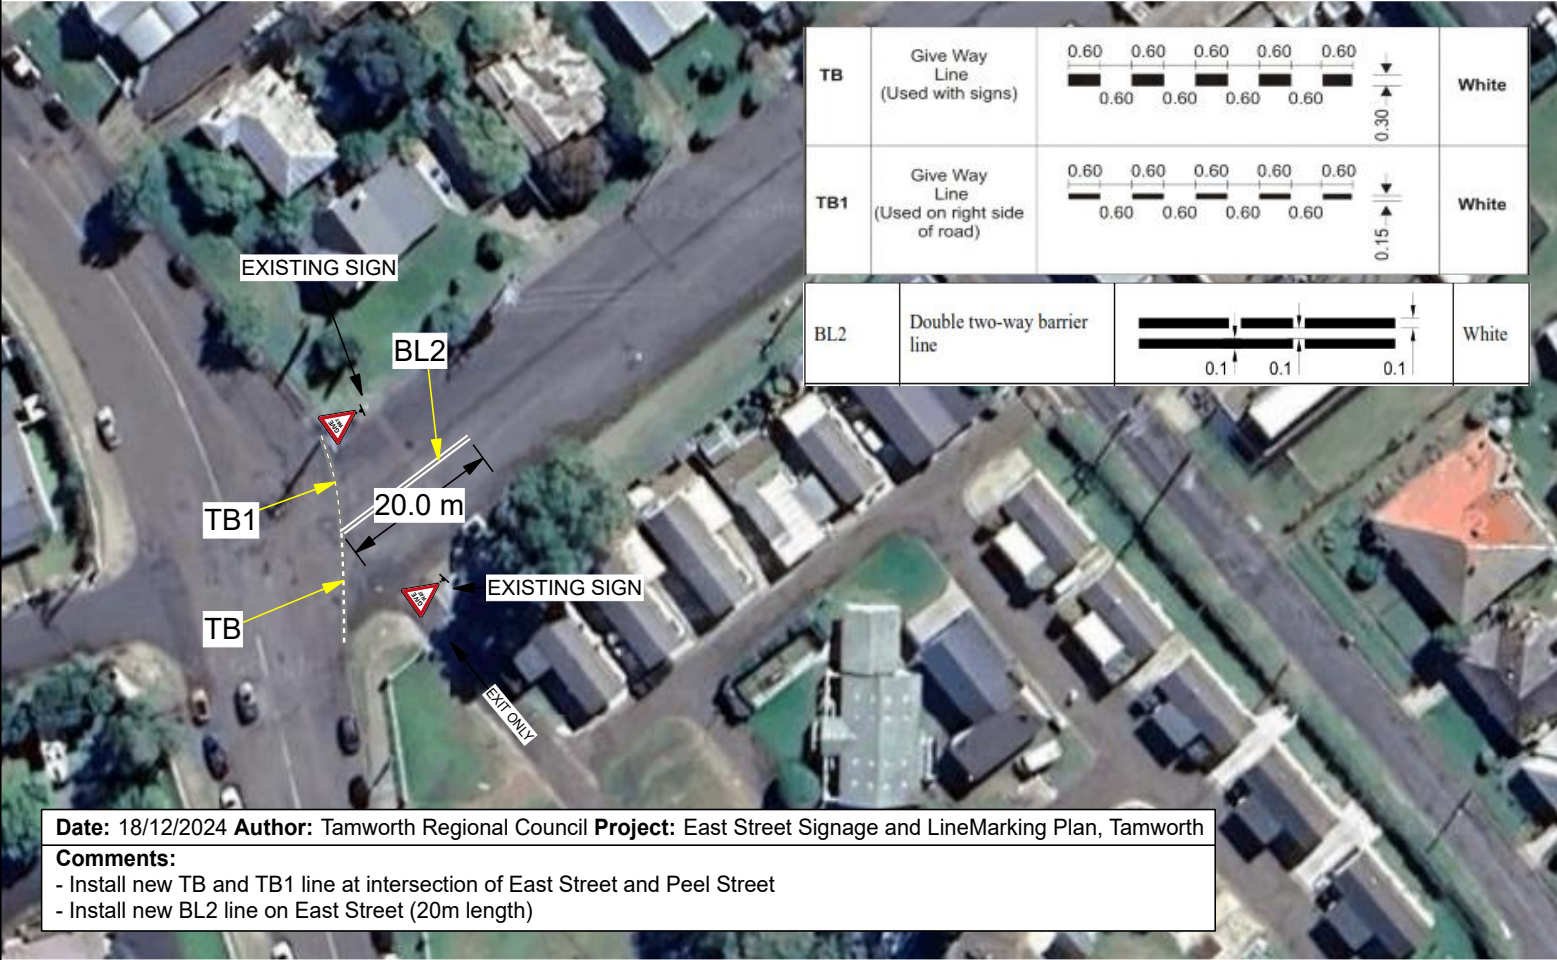 0.60 0.60 0.60 0.60 0.60
TB
Give Way
Line
(Used with signs)
White
0.60 0.60 0.60 0.60
0.30
0.60 0.60 0.60 0.60 0.60
TB1
Give Way
Line
(Used on right side
of road)
White
0.60 0.60 0.60 0.60
0.15
BL2
Double two-way barrier
line
0.1 0.1 0.1
White
EXISTING SIGN
BL2
GIVE
WAY
20.0 m
TB1
EXISTING SIGN
GIVE
WAY
TB
EXIT ONLY
Date: 18/12/2024 Author: Tamworth Regional Council Project: East Street Signage and LineMarking Plan, Tamworth
Comments:
- Install new TB and TB1 line at intersection of East Street and Peel Street
- Install new BL2 line on East Street (20m length)